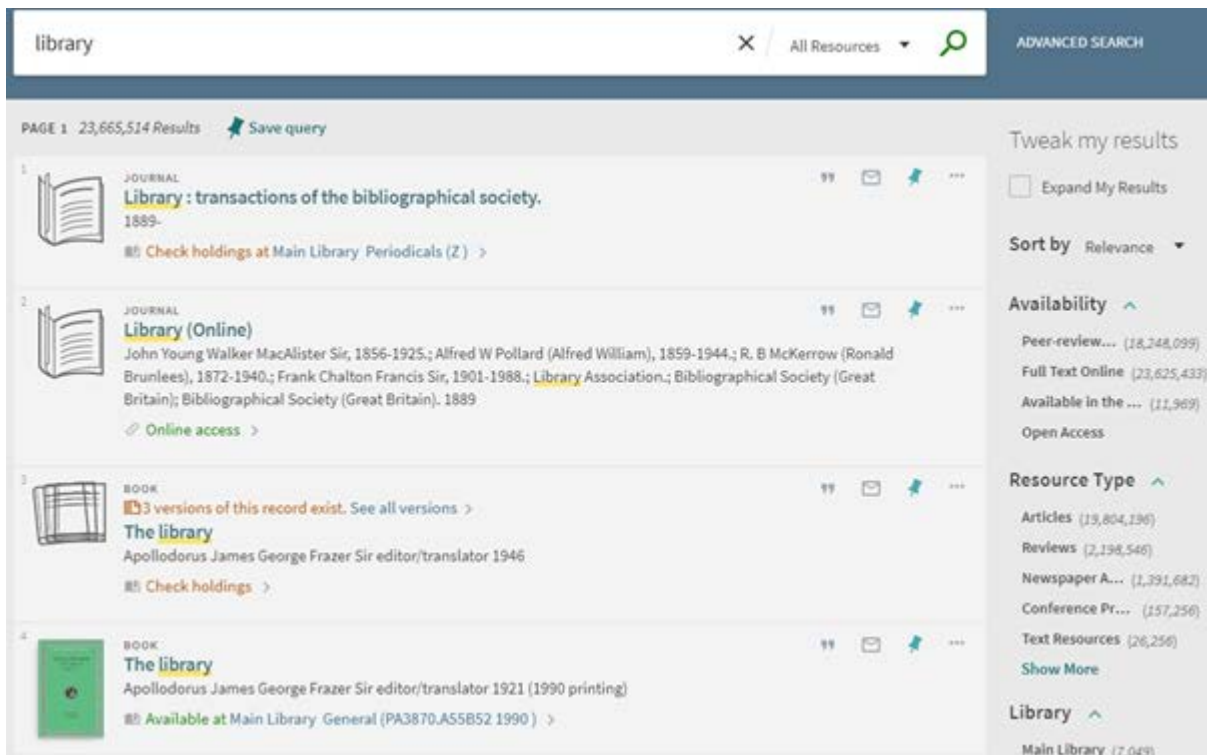 library
All Resources
ADVANCED SEARCH
PAGE 1 23,665,514 Results Save query
1
JOURNAL
Library : transactions of the bibliographical society.
1889-
Check holdings at Main Library Periodicals (Z ) >
2
JOURNAL
Library (Online)
John Young Walker MacAlister Sir, 1856-1925.; Alfred W Pollard (Alfred William), 1859-1944.; R. B McKerrow (Ronald
Brunlees), 1872-1940.; Frank Chalton Francis Sir, 1901-1988.; Library Association.; Bibliographical Society (Great
Britain); Bibliographical Society (Great Britain). 1889
Online access >
3
BOOK
3 versions of this record exist. See all versions >
The library
Apollodorus James George Frazer Sir editor/translator 1946
Check holdings >
4
BOOK
The library
Apollodorus James George Frazer Sir editor/translator 1921 (1990 printing)
Available at Main Library General (PA3870.A55B52 1990 ) >
Tweak my results
Expand My Results
Sort by Relevance
Availability
Peer-review... (18,248,099)
Full Text Online (23,625,433)
Available in the ... (11,969)
Open Access
Resource Type
Articles (19,804,196)
Reviews (2,198,546)
Newspaper A... (1,391,682)
Conference Pr... (157,256)
Text Resources (26,256)
Show More
Library
Main Library (7,049)